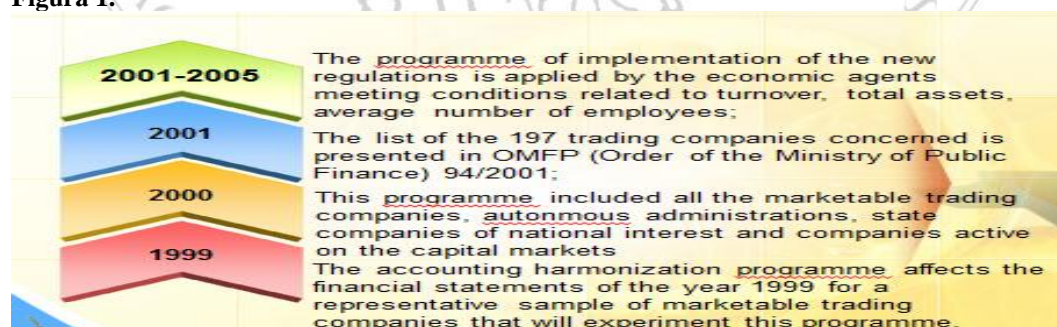 Figura 1.
2001-2005
The programme of implementation of the new
regulations is applied by the economic agents
meeting conditions related to turnover, total assets,
average number of employees;
2001
The list of the 197 trading companies concerned is
presented in OMFP (Order of the Ministry of Public
Finance) 94/2001;
2000
This programme included all the marketable trading
companies, autonmous administrations, state
companies of national interest and companies active
on the capital markets
1999
The accounting harmonization programme affects the
financial statements of the year 1999 for a
representative sample of marketable trading
companies that will experiment this programme.